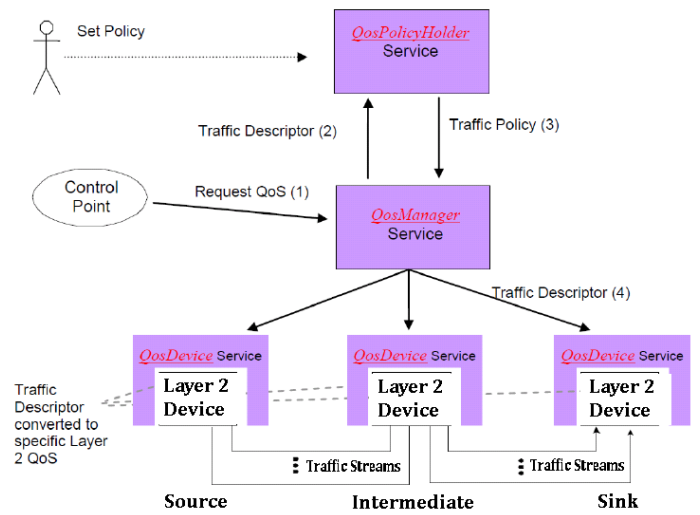 Set Policy
QosPolicyHolder
Service
Traffic Descriptor (2)
Traffic Policy (3)
Control
Point
Request QoS (1)
QosManager
Service
Traffic Descriptor (4)
QosDevice Service
QosDevice Service
QosDevice Service
Layer 2
Device
Layer 2
Device
Layer 2
Device
Traffic
Descriptor
converted to
specific Layer
2 QoS
Traffic Streams
Traffic Streams
Source
Intermediate
Sink